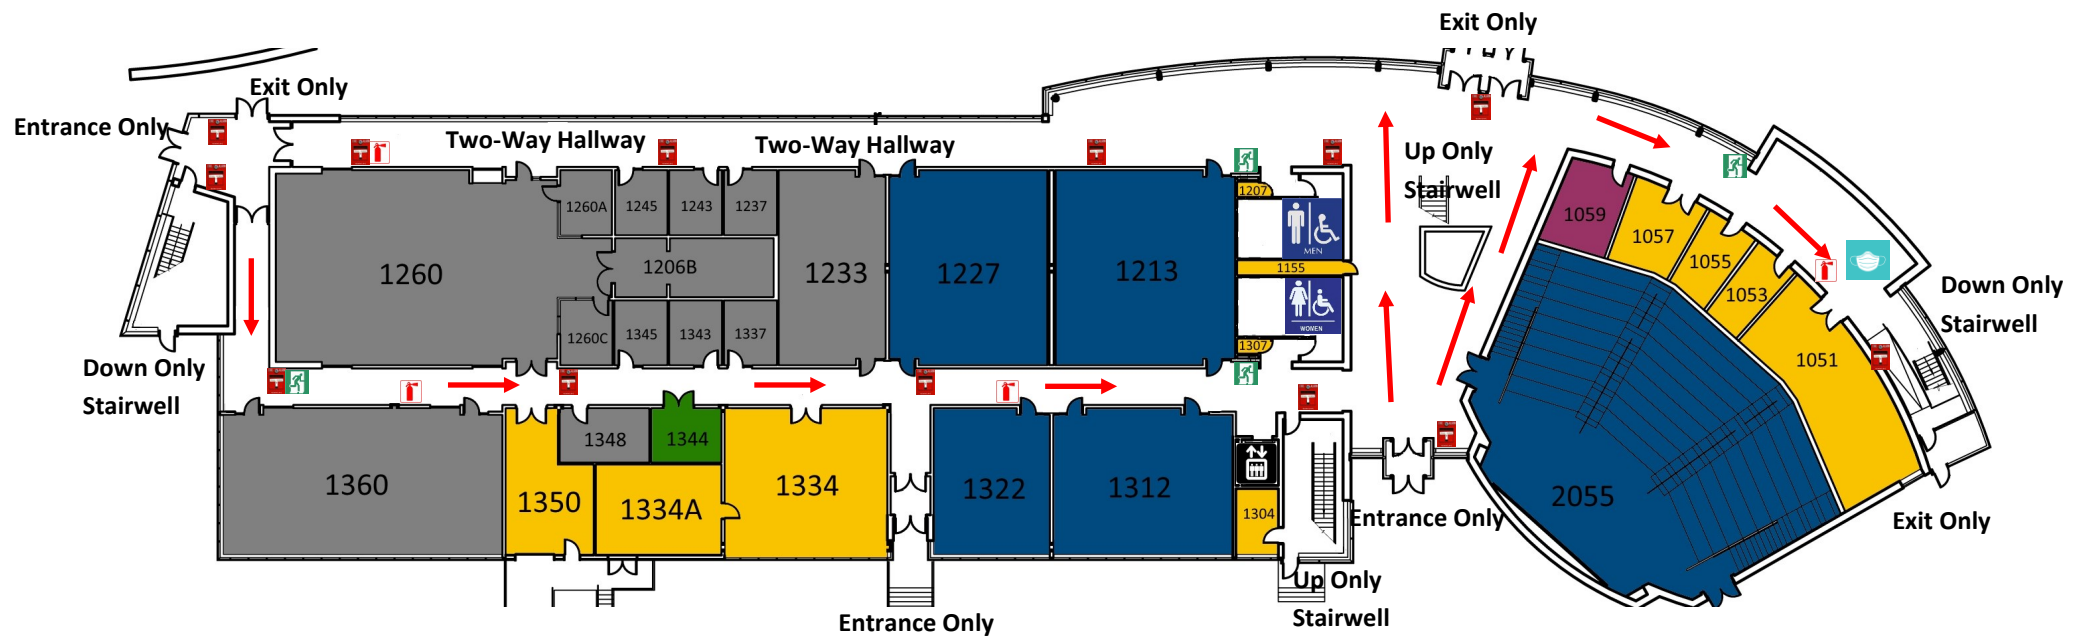 Exit Only
Exit Only
Entrance Only
Two-Way Hallway
Two-Way Hallway
Up Only
Stairwell
1260A
1245
1243
1237
1207
1059
1057
1055
1053
1051
1260
1206B
1233
1227
1213
MEN
1155
WOMEN
1260C
1345
1343
1337
1307
Down Only
Stairwell
Down Only
Stairwell
1360
1350
1348
1344
1334A
1334
1322
1312
1304
2055
Entrance Only
Exit Only
Up Only
Stairwell
Entrance Only